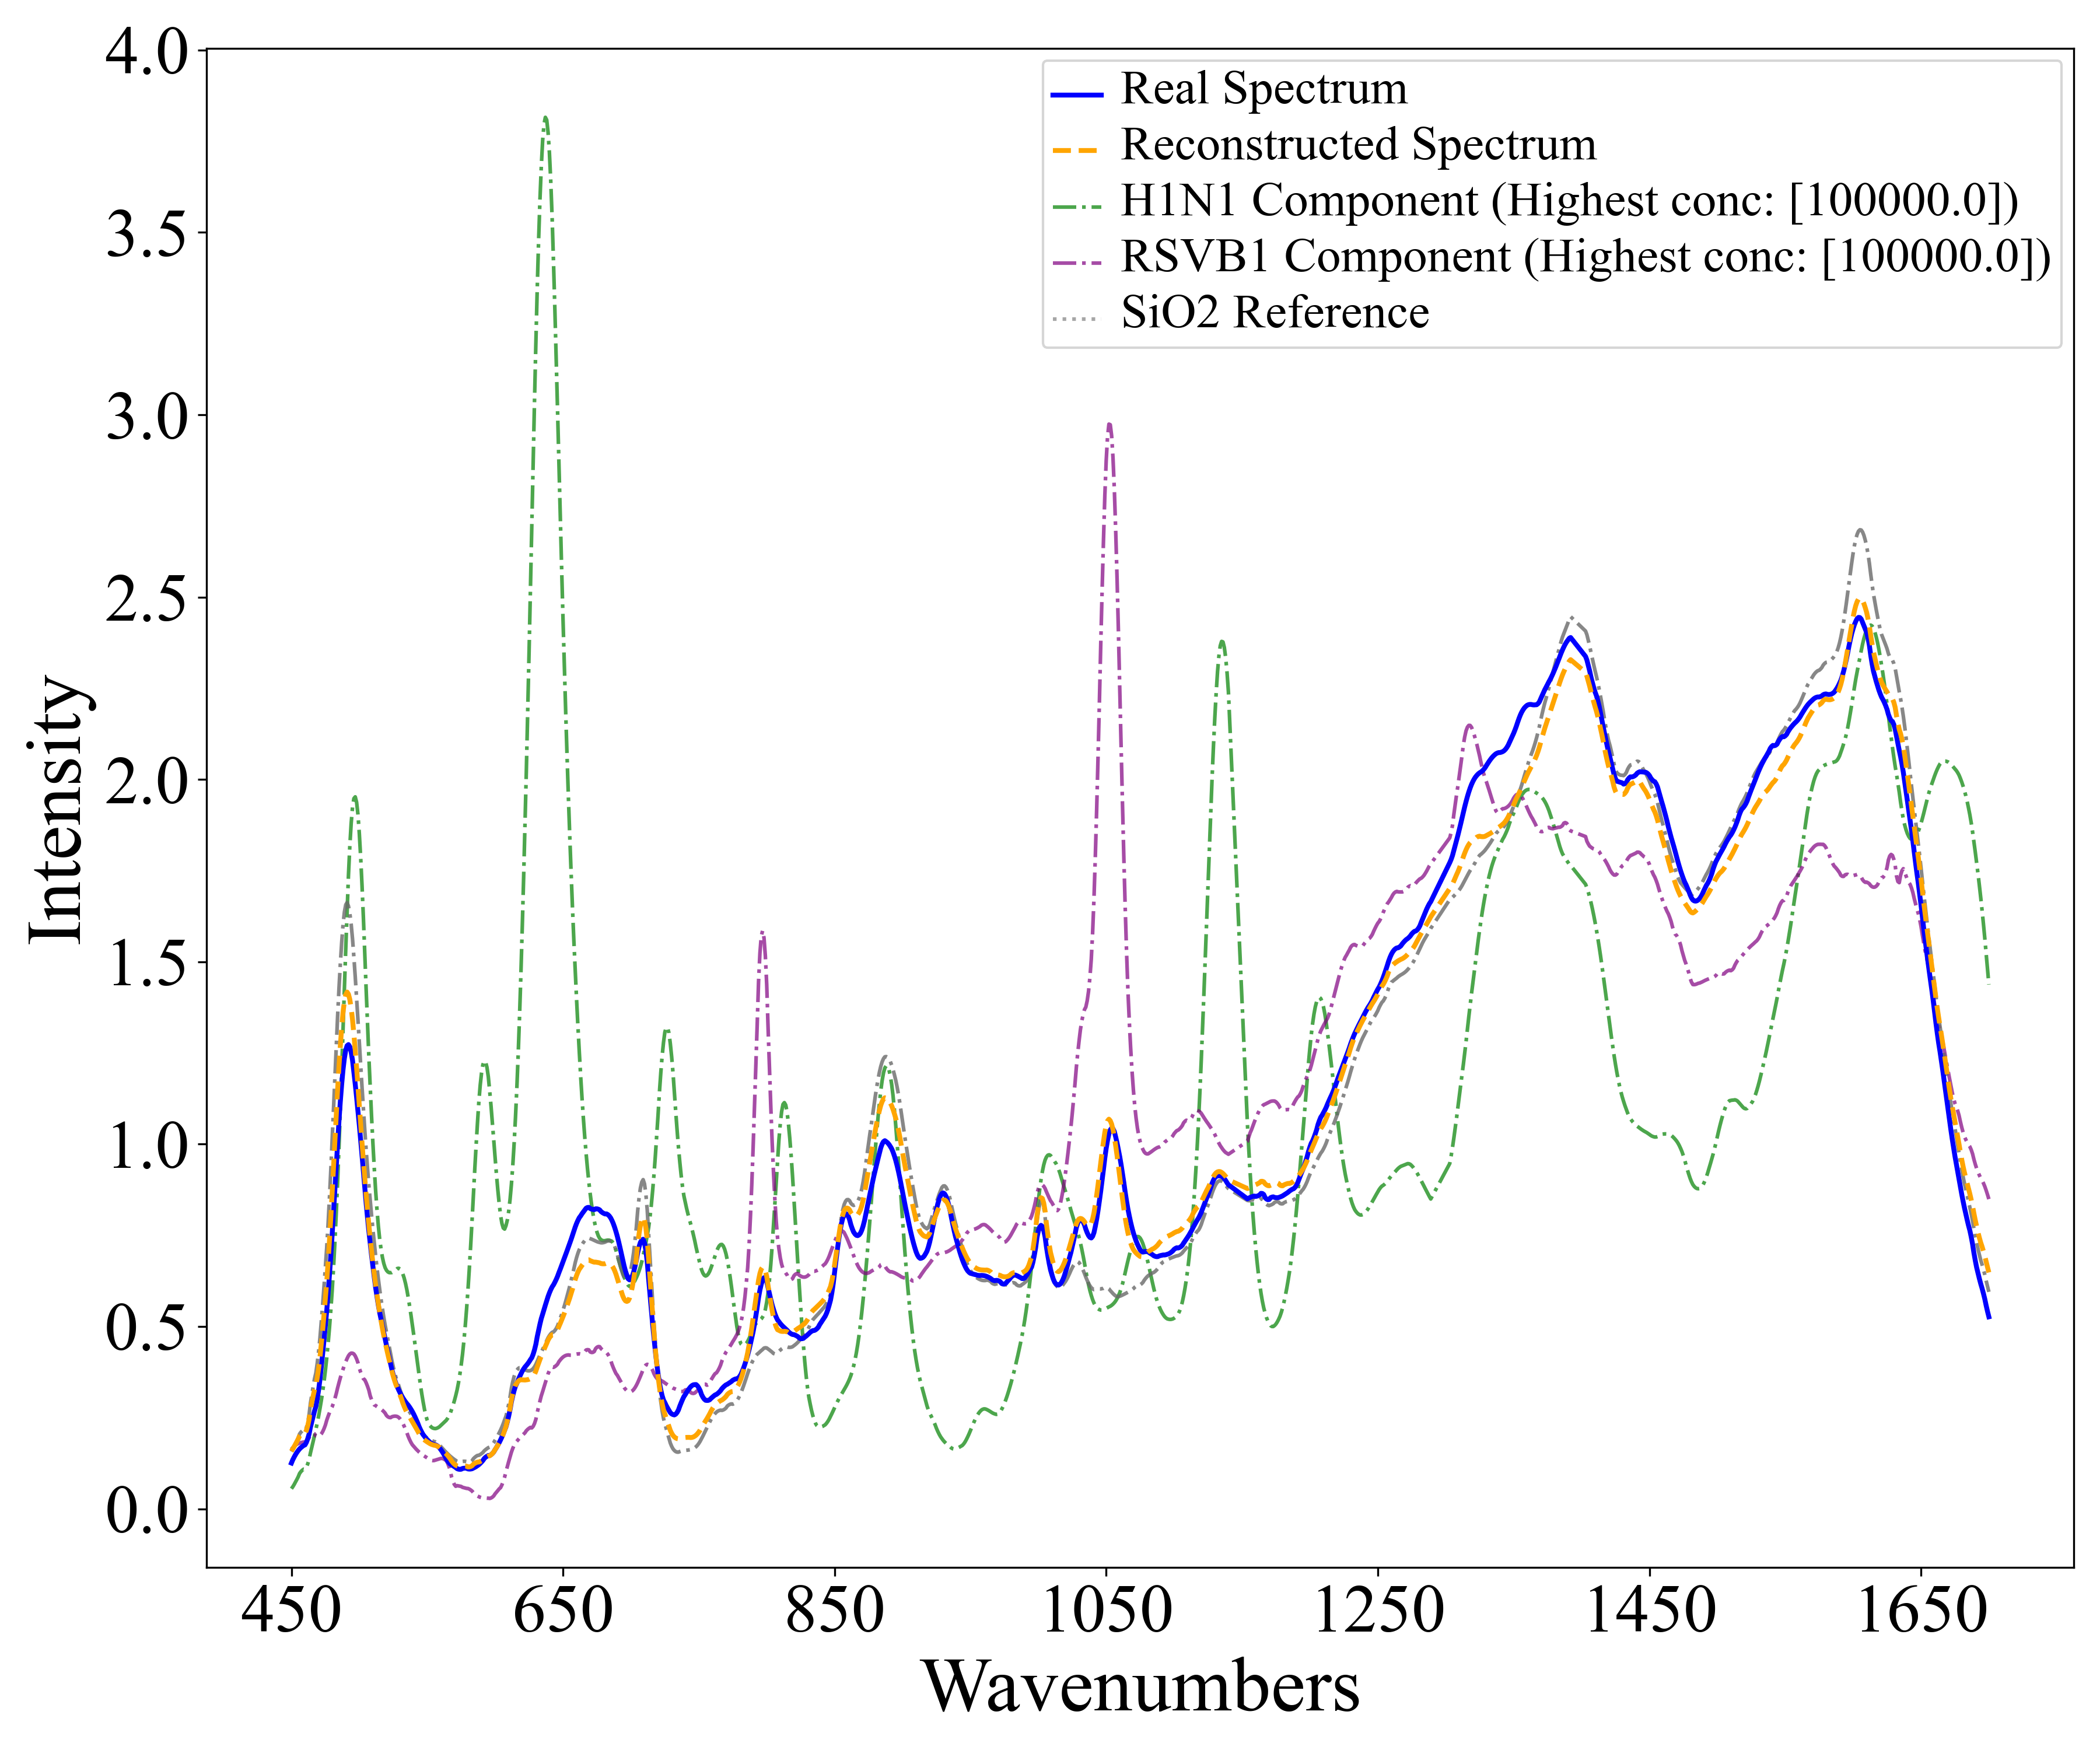 4.0
3.5
3.0
2.5
2.0
1.5
1.0
0.5
0.0
Intensity
Real Spectrum
Reconstructed Spectrum
H1N1 Component (Highest conc: [100000.0])
RSVB1 Component (Highest conc: [100000.0])
SiO2 Reference
450 650 850 1050 1250 1450 1650
Wavenumbers